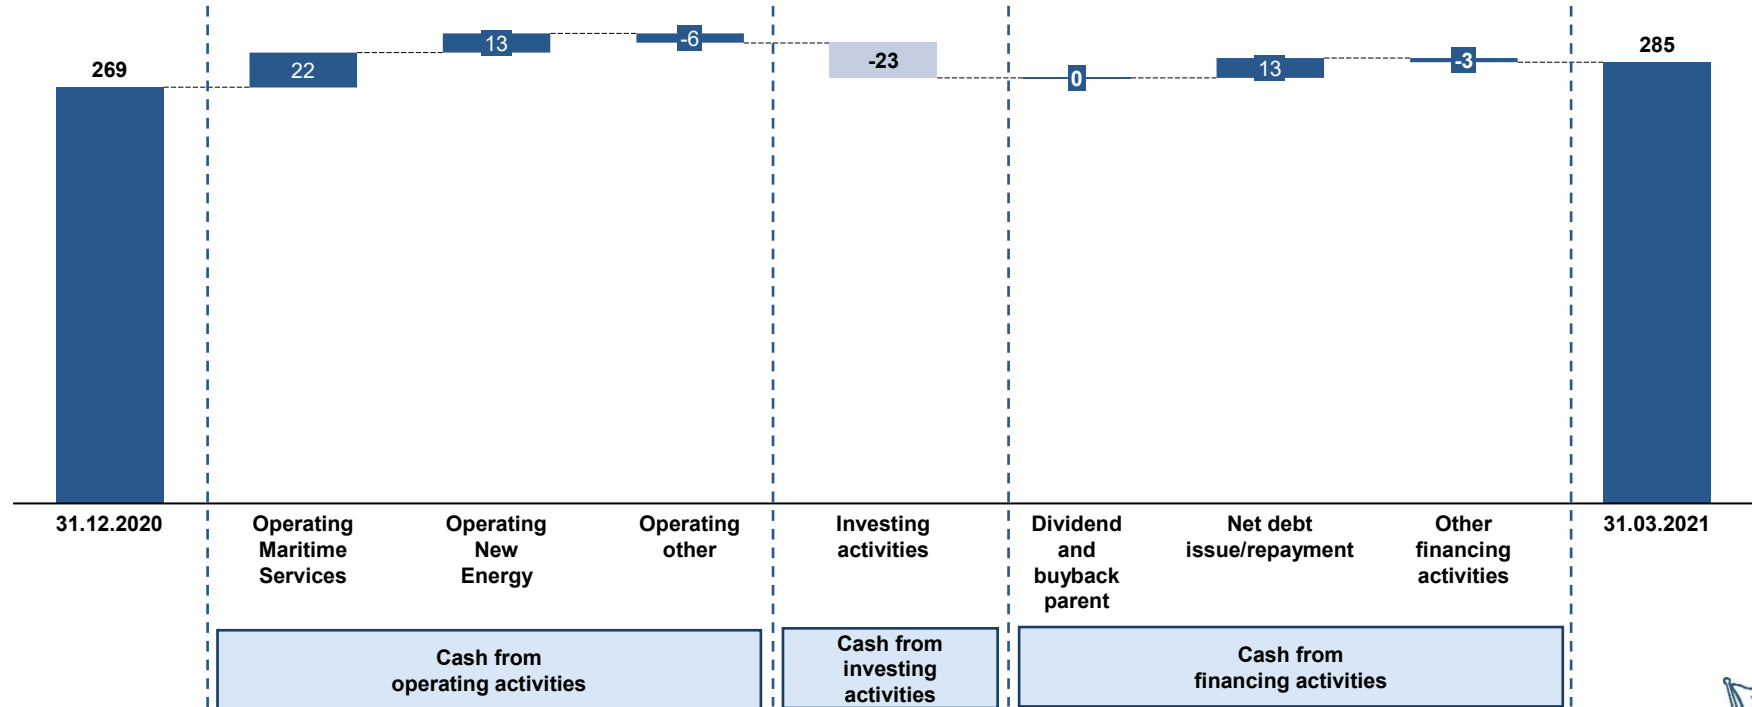 269
22
13
-6
-23
0
13
-3
285
31.12.2020
Operating
Maritime
Services
Operating
New
Energy
Operating
other
Investing
activities
Dividend
and
buyback
parent
Net debt
issue/repayment
Other
financing
activities
31.03.2021
Cash from
operating activities
Cash from
investing
activities
Cash from
financing activities